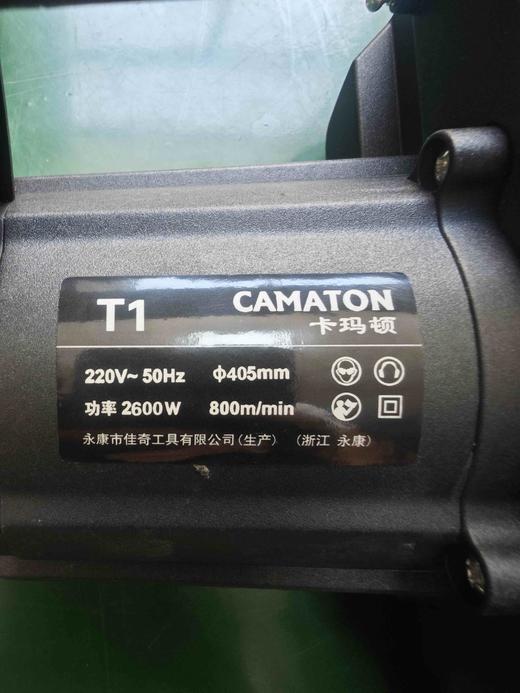 T1
CAMATON
卡玛顿
220V~ 50Hz ф405mm
功率 2600W 800m/min
永康市佳奇工具有限公司(生产) (浙江 永康)